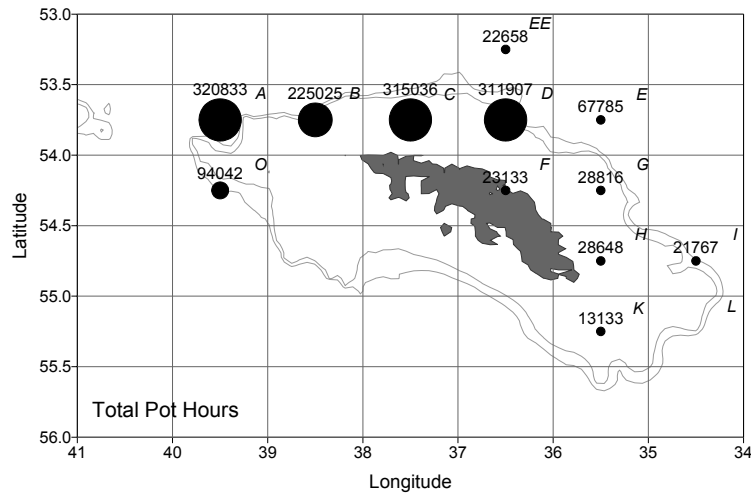 53.0
EE
22658
53.5
320833 A 225025 B 315036 C 311907 D 67785 E
54.0
94042 O 23133 F 28816 G
54.5
28648 H 21767 I
55.0
13133 K L
55.5
Total Pot Hours
56.0
41 40 39 38 37 36 35 34
Longitude
Latitude